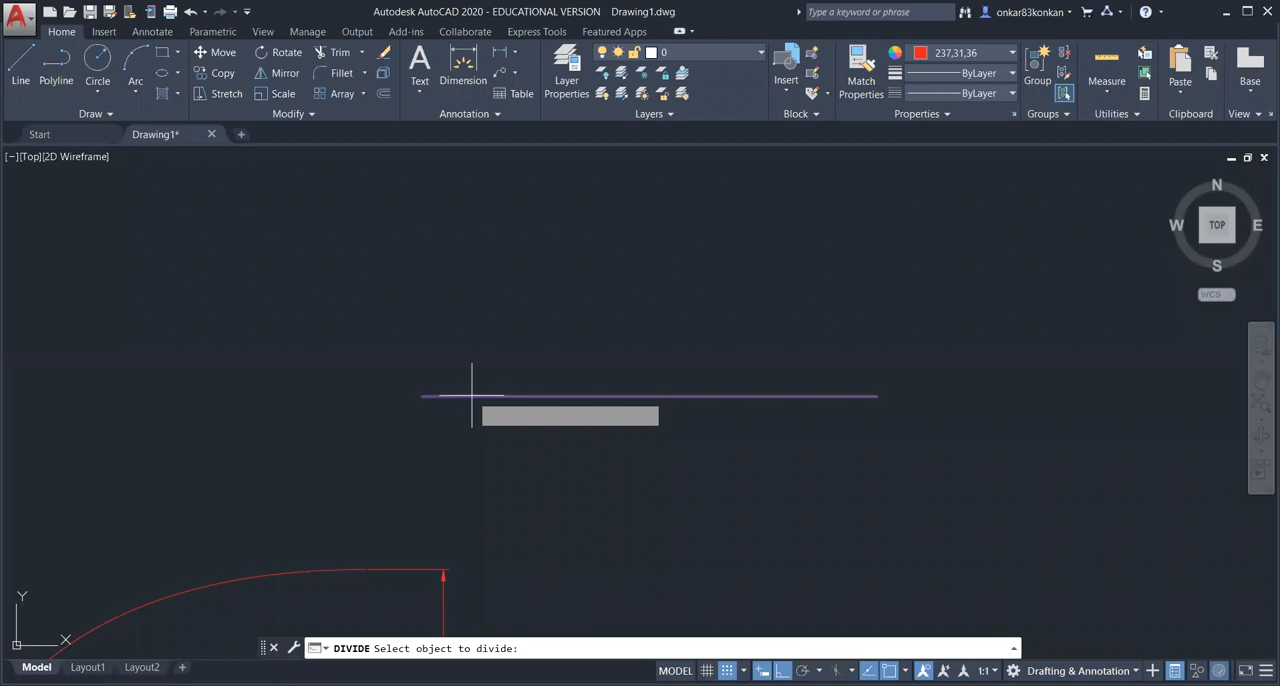 Autodesk AutoCAD 2020 - EDUCATIONAL VERSION Drawing1.dwg
Type a keyword or phrase
onkar83konkan
Home Insert Annotate Parametric View Manage Output Add-ins Collaborate Express Tools Featured Apps
Line Polyline Circle Arc
Move Rotate Trim
Copy Mirror Fillet
Stretch Scale Array
Text Dimension
Table
Layer Properties
0
Insert
Match Properties
237,31,36
ByLayer
ByLayer
Group
Measure
Paste
Base
Draw Modify Annotation Layers Block Properties Groups Utilities Clipboard View
Start Drawing1*
[−][Top][2D Wireframe]
N
W TOP E
S
WCS
Y
X
DIVIDE Select object to divide:
Model Layout1 Layout2
MODEL 1:1 Drafting & Annotation